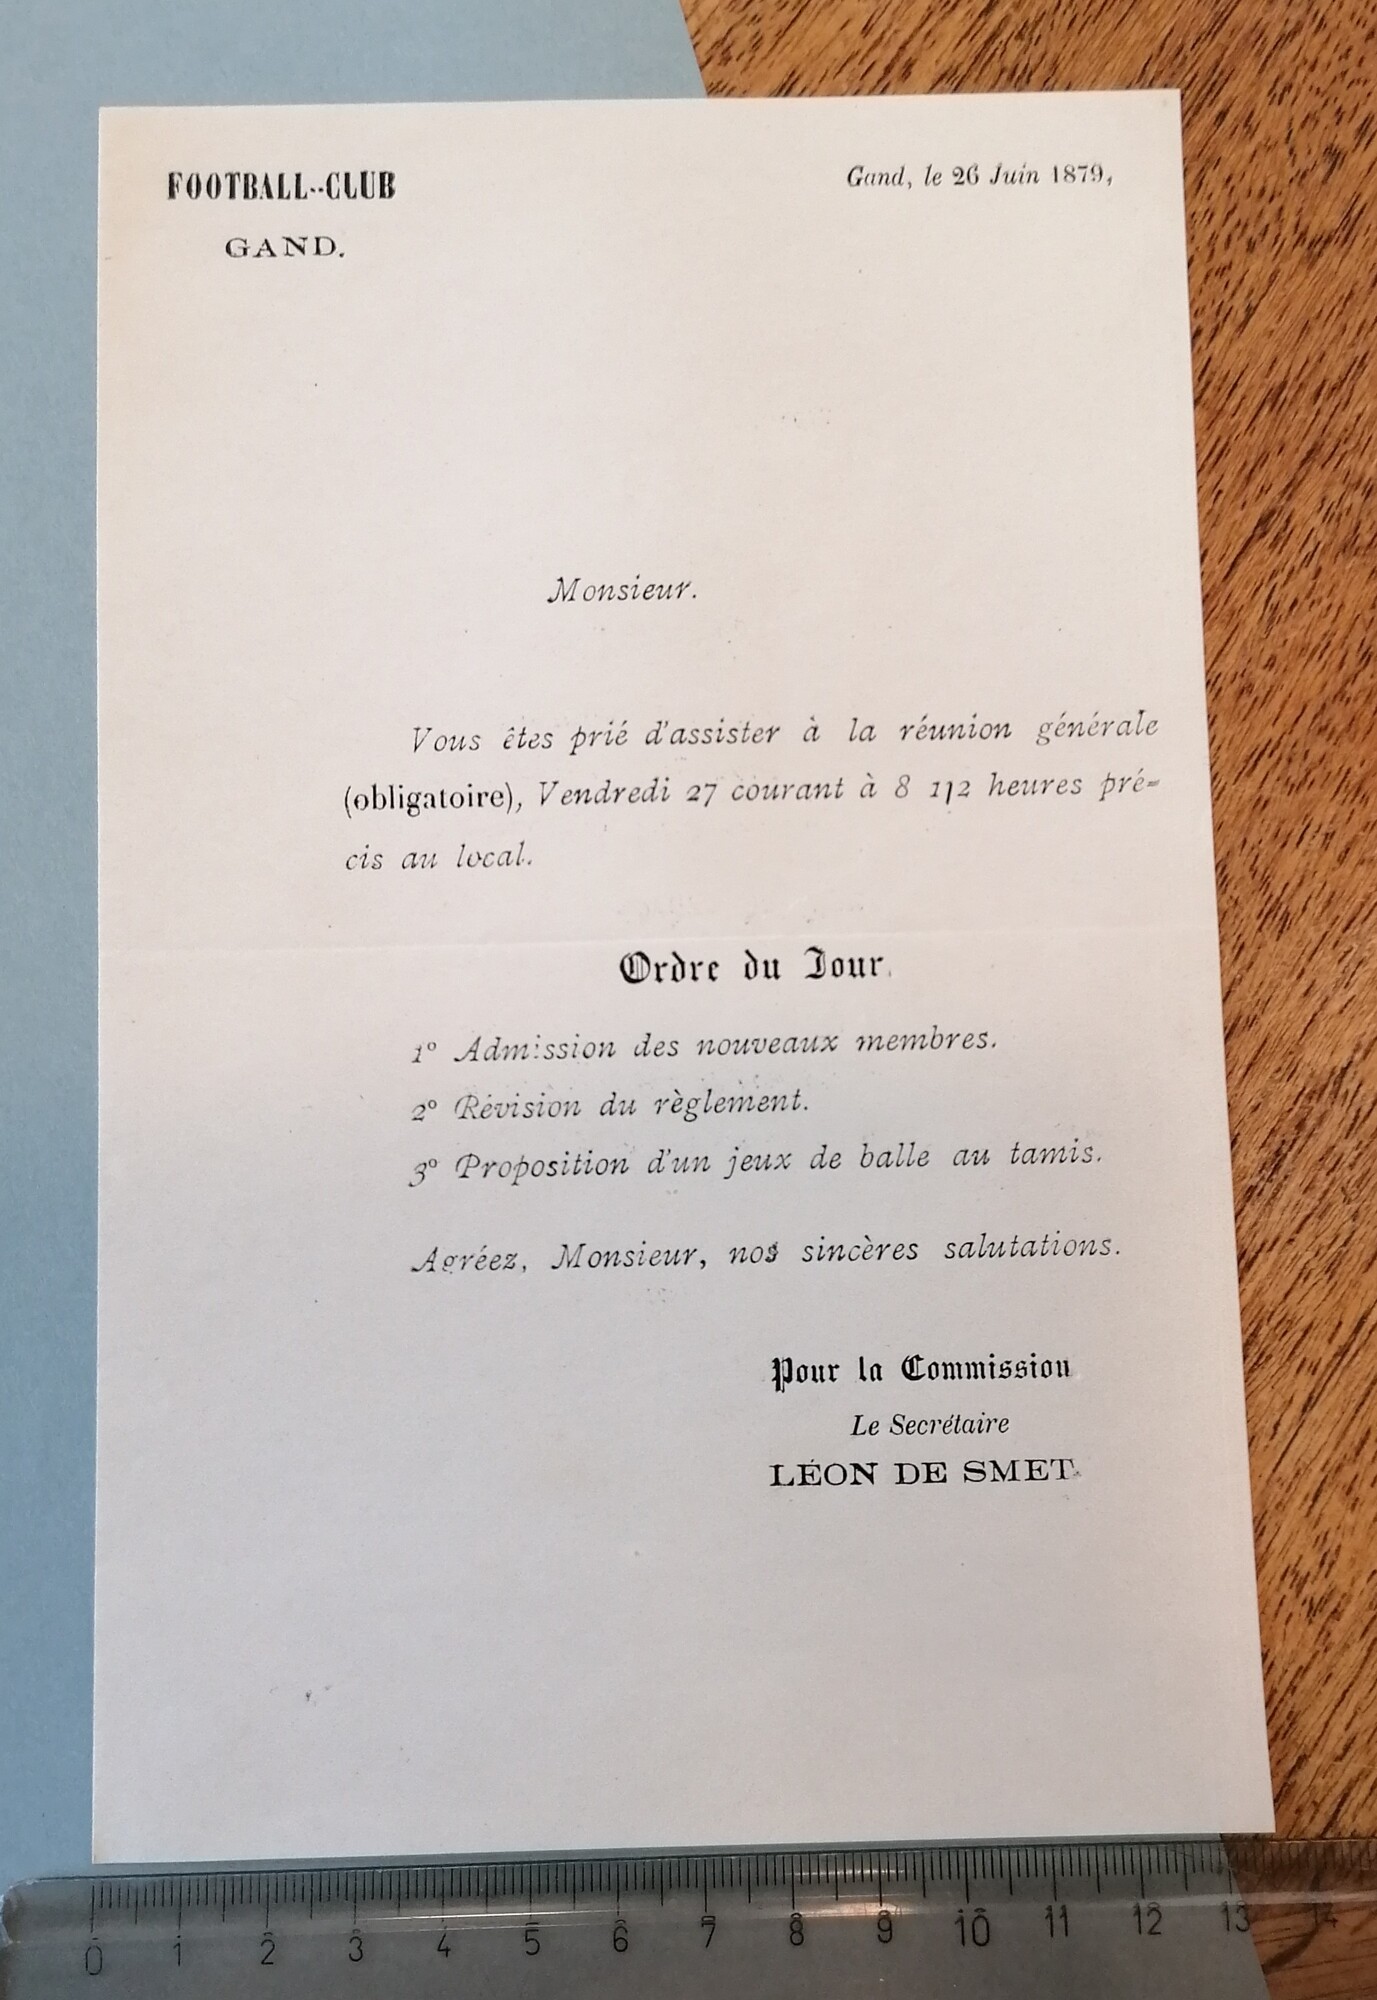 FOOTBALL--CLUB
GAND.
Gand, le 26 Juin 1879,
Monsieur.
Vous êtes prié d'assister à la réunion générale
(obligatoire), Vendredi 27 courant à 8 1/2 heures pré=
cis au local.
Ordre du Jour.
1° Admission des nouveaux membres.
2° Révision du règlement.
3° Proposition d'un jeux de balle au tamis.
Agréez, Monsieur, nos sincères salutations.
Pour la Commission
Le Secrétaire
LÉON DE SMET.
0 1 2 3 4 5 6 7 8 9 10 11 12 13 14